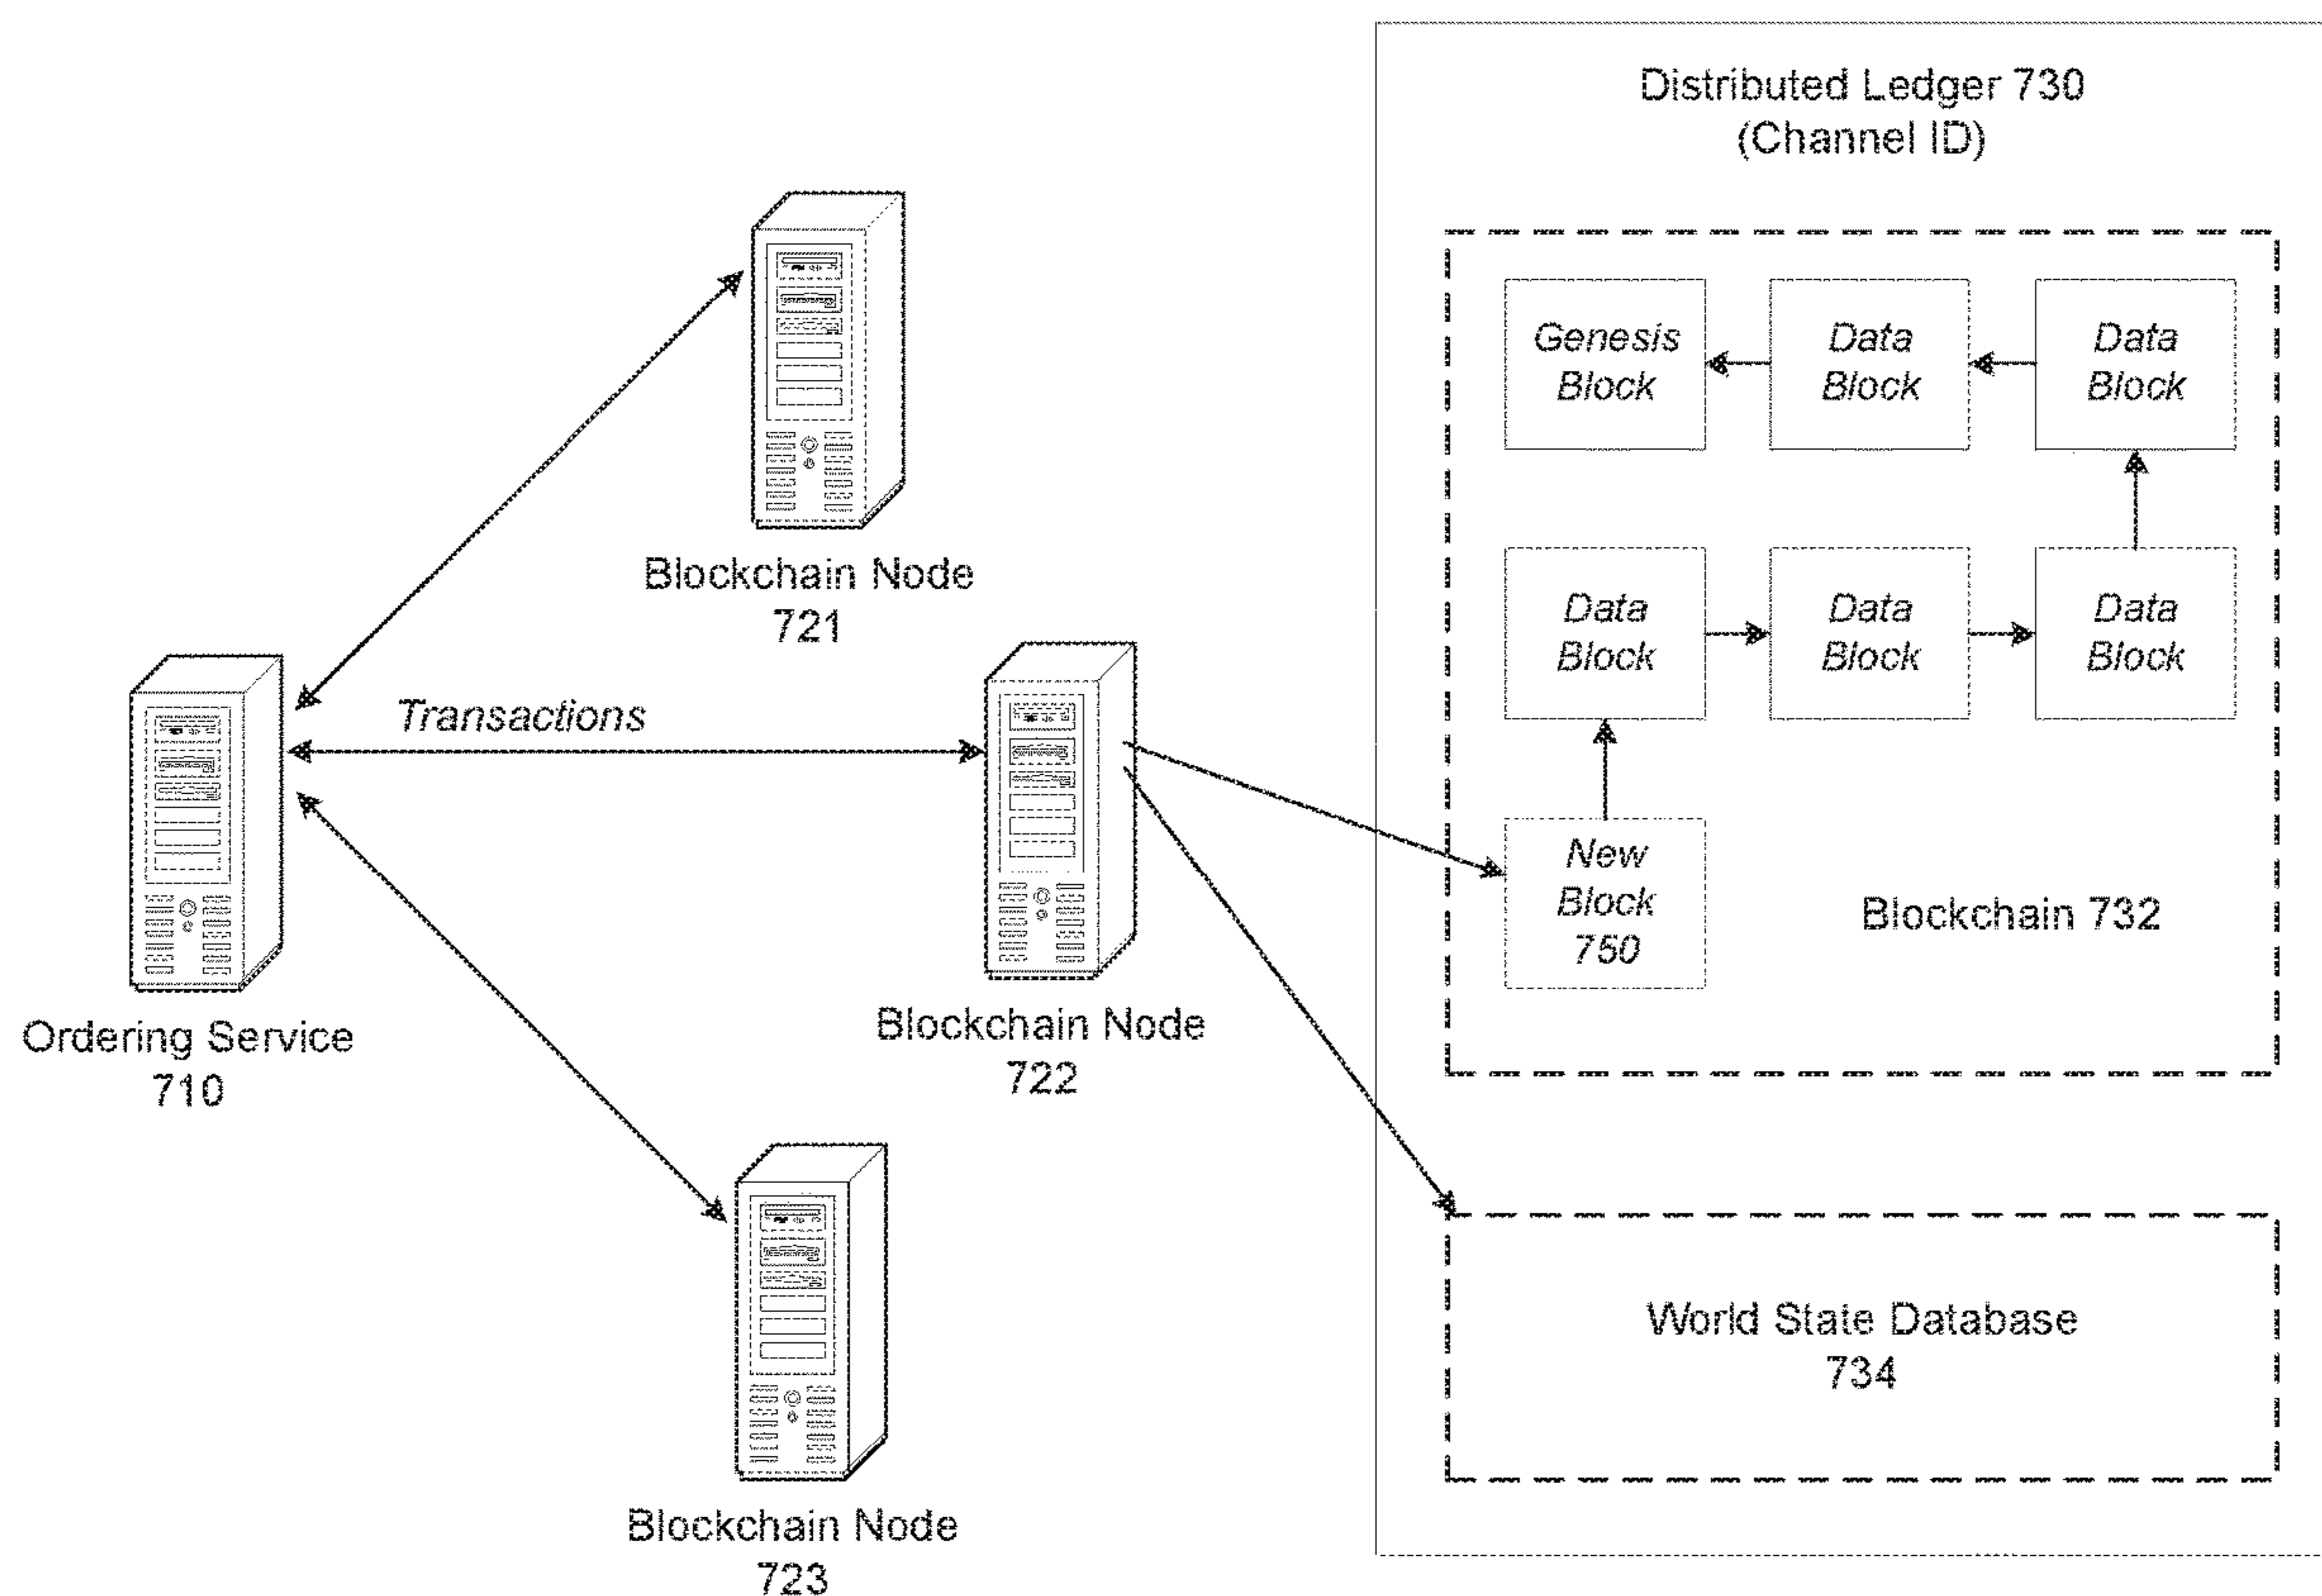 Distributed Ledger 730
(Channel ID)
Genesis
Block
Data
Block
Data
Block
Blockchain Node
721
Data
Block
Data
Block
Data
Block
Transactions
New
Block
750
Blockchain 732
Ordering Service
710
Blockchain Node
722
World State Database
734
Blockchain Node
723